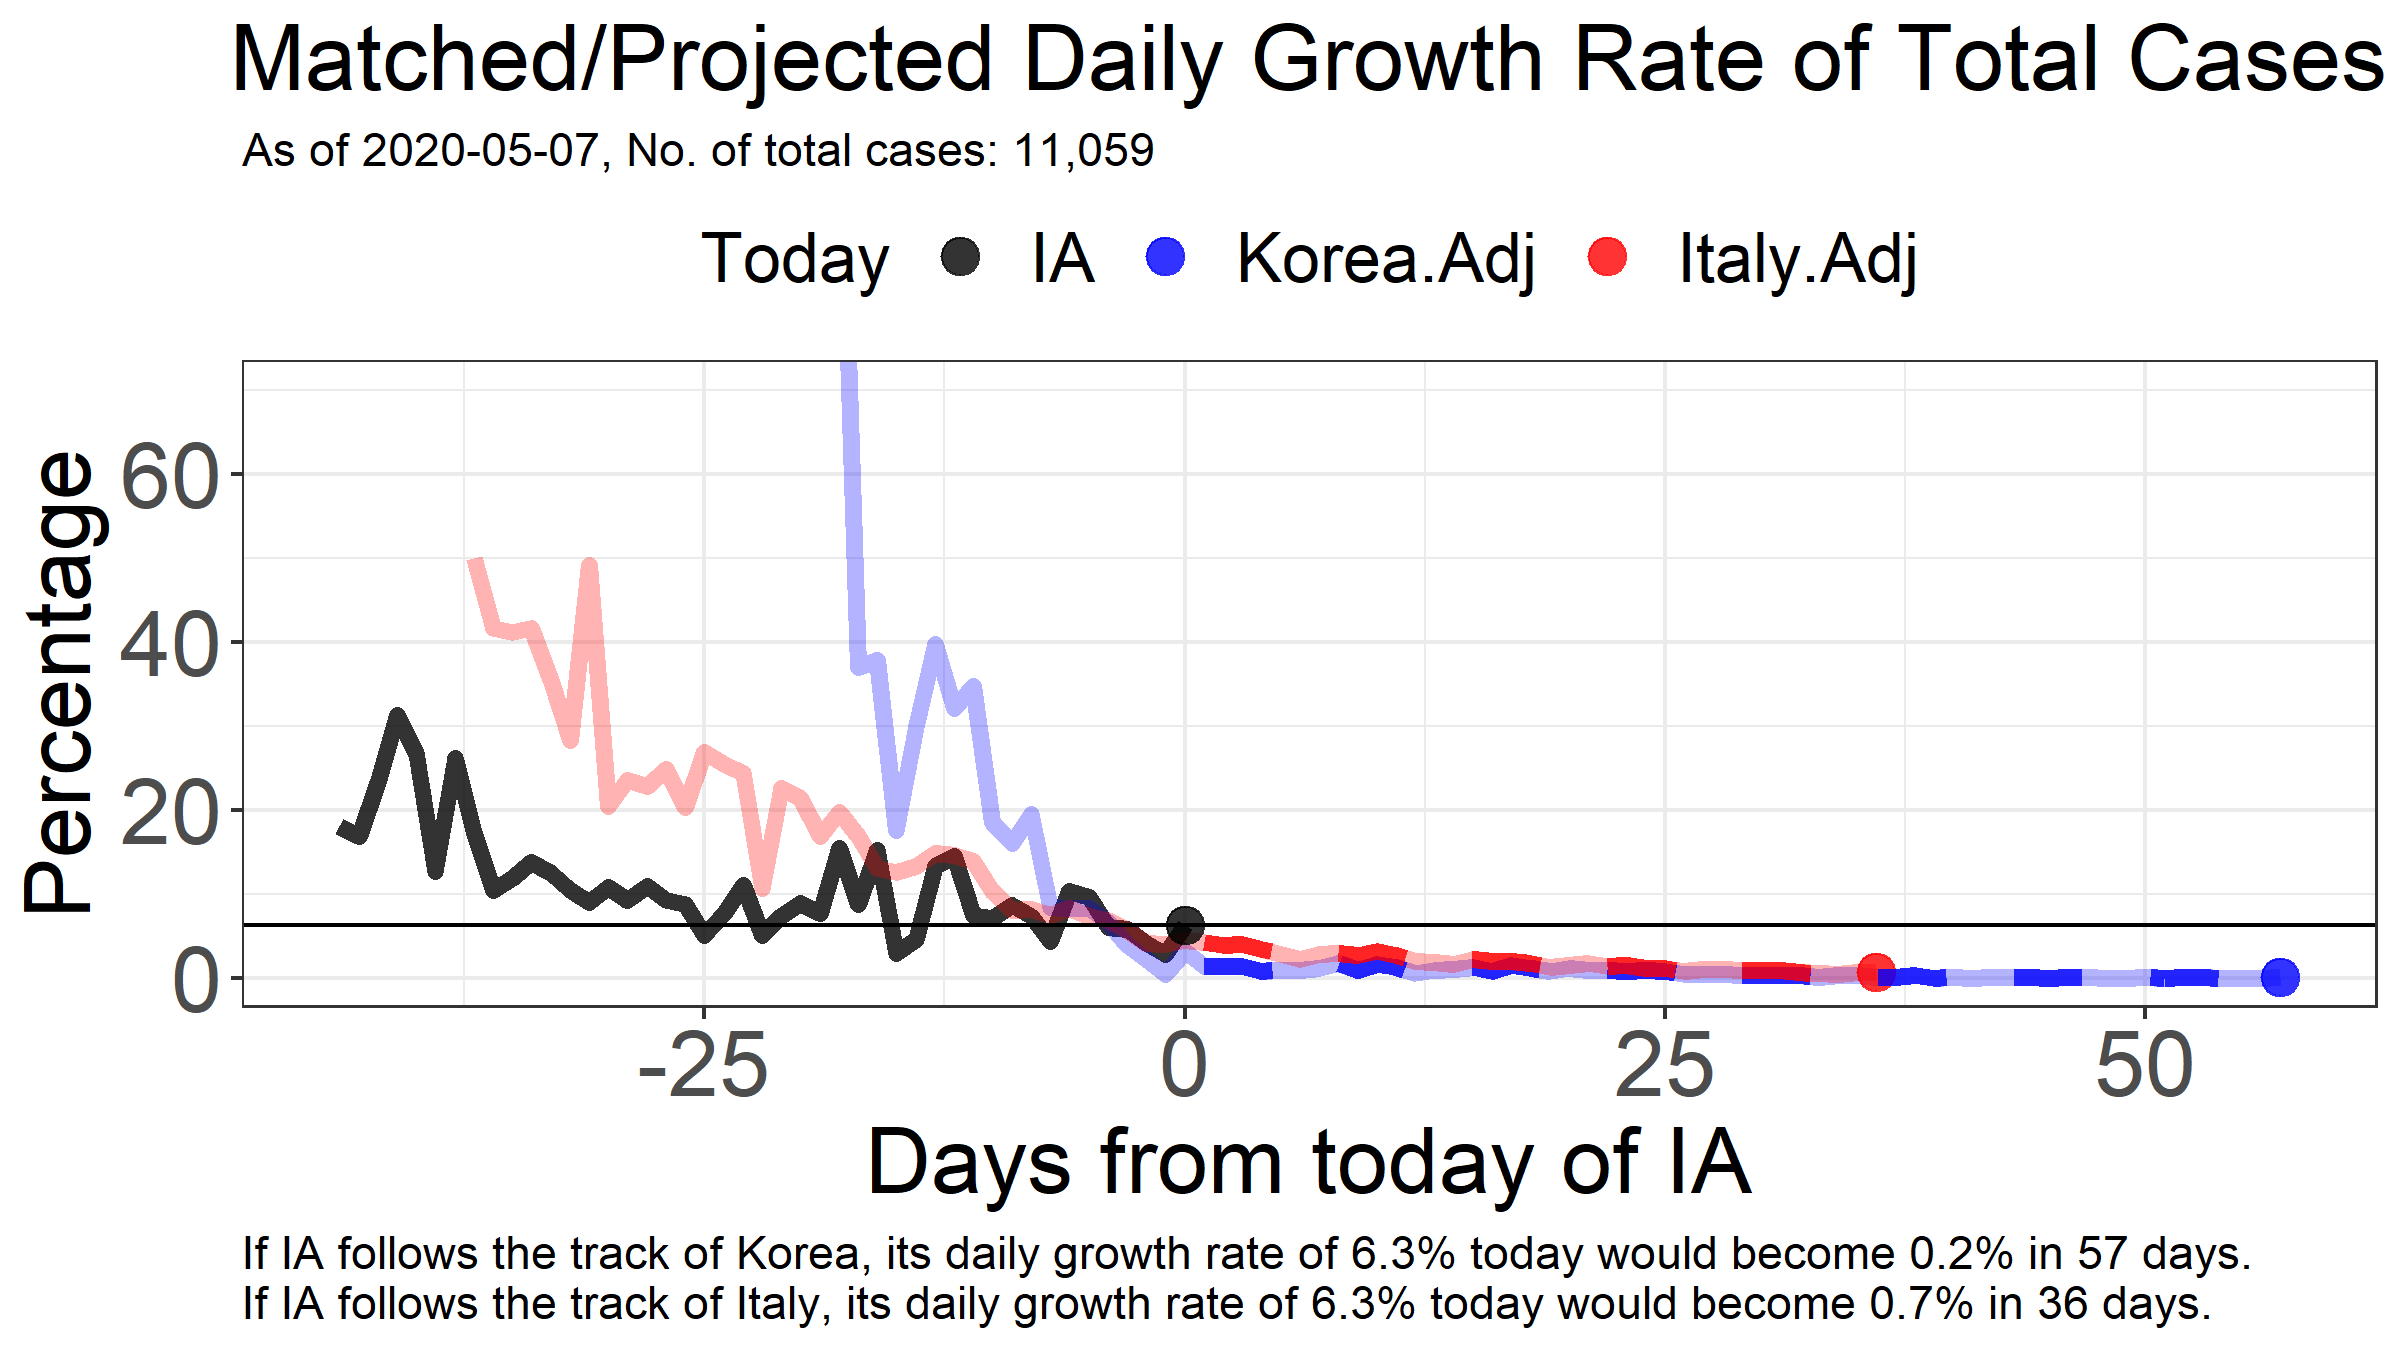 Matched/Projected Daily Growth Rate of Total Cases
As of 2020-05-07, No. of total cases: 11,059
Today IA Korea.Adj Italy.Adj
Percentage
60
40
20
0
-25 0 25 50
Days from today of IA
If IA follows the track of Korea, its daily growth rate of 6.3% today would become 0.2% in 57 days.
If IA follows the track of Italy, its daily growth rate of 6.3% today would become 0.7% in 36 days.